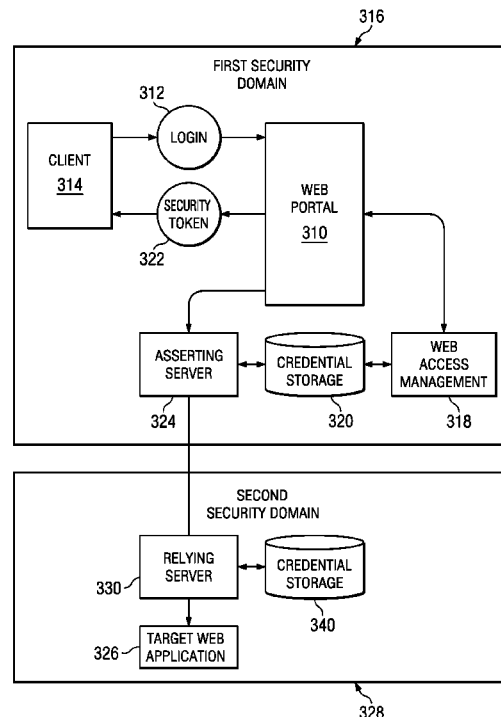 316
FIRST SECURITY
DOMAIN
312
LOGIN
CLIENT
314
WEB
PORTAL
310
SECURITY
TOKEN
322
ASSERTING
SERVER
324
CREDENTIAL
STORAGE
320
WEB
ACCESS
MANAGEMENT
318
SECOND
SECURITY DOMAIN
RELYING
SERVER
330
CREDENTIAL
STORAGE
340
TARGET WEB
APPLICATION
326
328